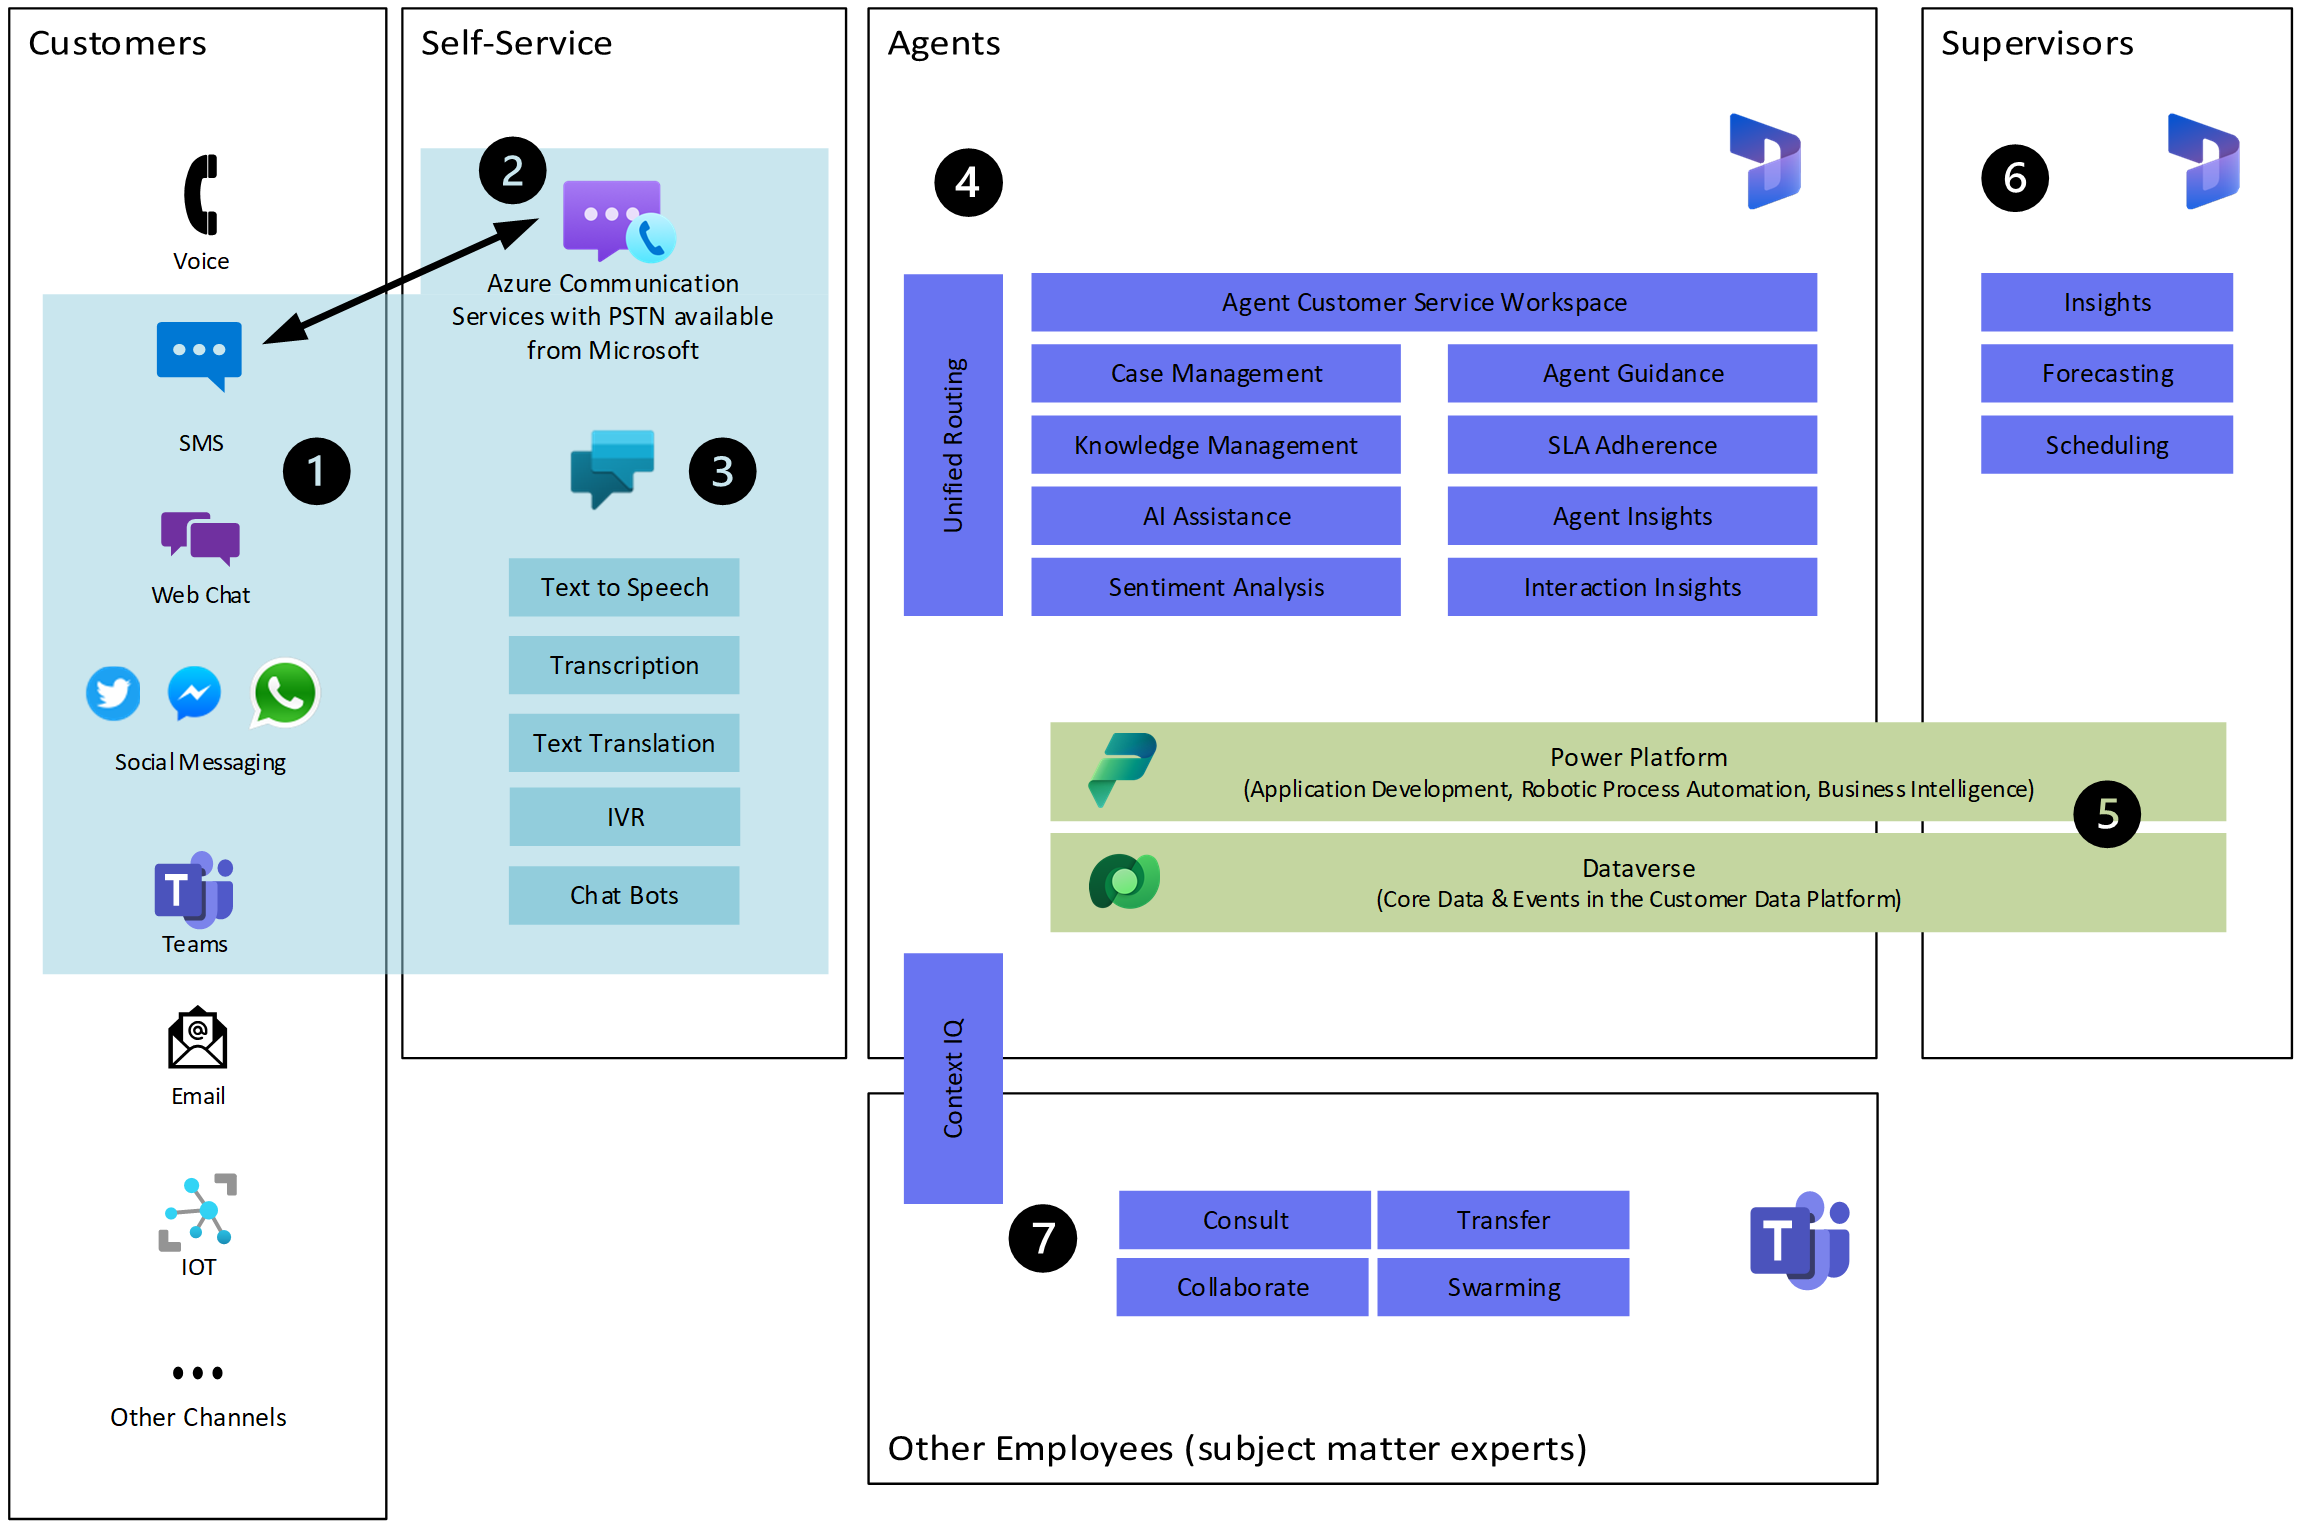 Customers
Voice
SMS
1
Web Chat
Social Messaging
T
Teams
@
Email
IOT
Other Channels
Self-Service
2
Azure Communication
Services with PSTN available
from Microsoft
3
Text to Speech
Transcription
Text Translation
IVR
Chat Bots
Agents
4
Unified Routing
Agent Customer Service Workspace
Case Management
Agent Guidance
Knowledge Management
SLA Adherence
AI Assistance
Agent Insights
Sentiment Analysis
Interaction Insights
Supervisors
6
Insights
Forecasting
Scheduling
Power Platform
(Application Development, Robotic Process Automation, Business Intelligence)
5
Dataverse
(Core Data & Events in the Customer Data Platform)
Context IQ
7
Consult
Transfer
Collaborate
Swarming
T
Other Employees (subject matter experts)